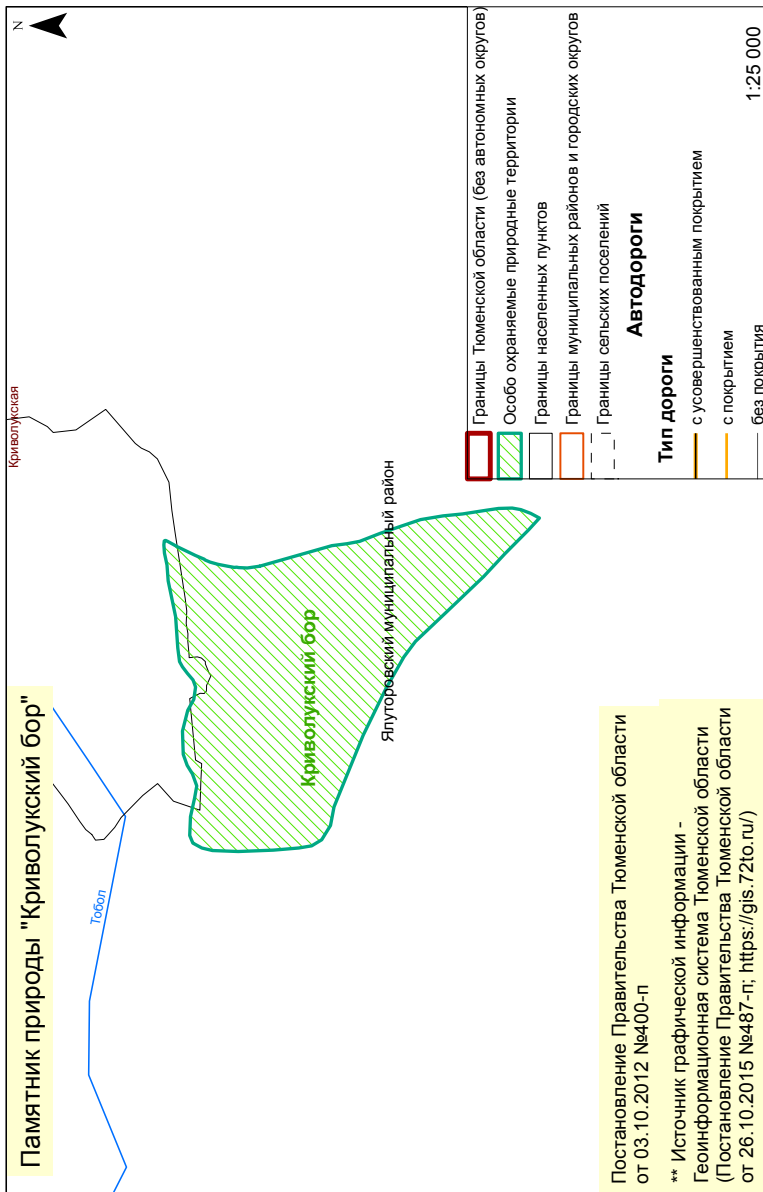 Памятник природы "Криволукский бор"
N
Криволукская
Тобол
Криволукский бор
Ялуторовский муниципальный район
Границы Тюменской области (без автономных округов)
Особо охраняемые природные территории
Границы населенных пунктов
Границы муниципальных районов и городских округов
Границы сельских поселений
Автодороги
Тип дороги
с усовершенствованным покрытием
с покрытием
без покрытия
1:25 000
Постановление Правительства Тюменской области
от 03.10.2012 №400-п
** Источник графической информации -
Геоинформационная система Тюменской области
(Постановление Правительства Тюменской области
от 26.10.2015 №487-п; https://gis.72to.ru/)